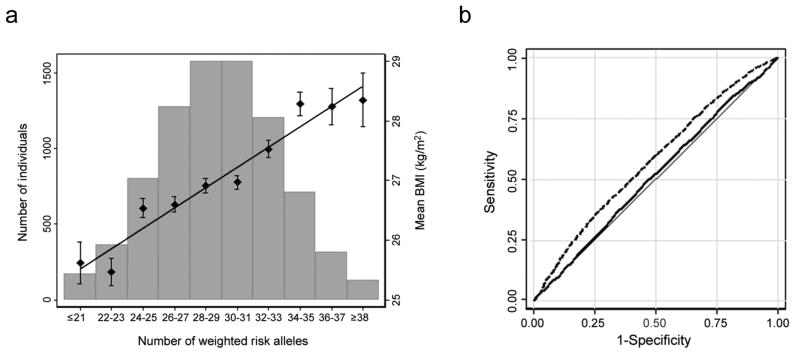 a
Number of individuals
1500
1000
500
0
29
28
27
26
25
Mean BMI (kg/m²)
≤21 22-23 24-25 26-27 28-29 30-31 32-33 34-35 36-37 ≥38
Number of weighted risk alleles
b
Sensitivity
1.00
0.75
0.50
0.25
0.00
0.00 0.25 0.50 0.75 1.00
1-Specificity